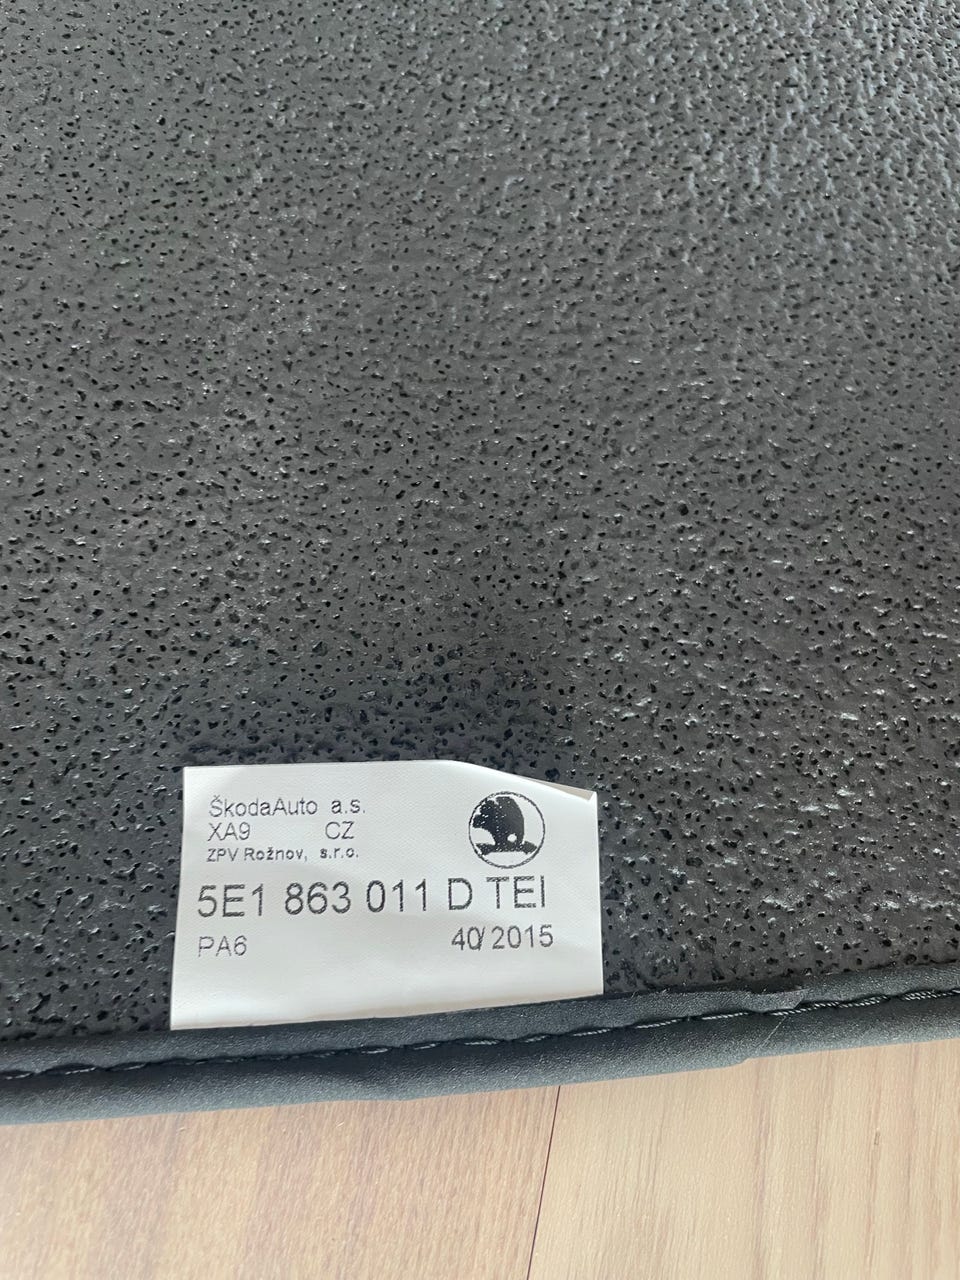 ŠkodaAuto a.s.
XA9 CZ
ZPV Rožnov, s.r.o.
5E1 863 011 D TEI
PA6 40/2015